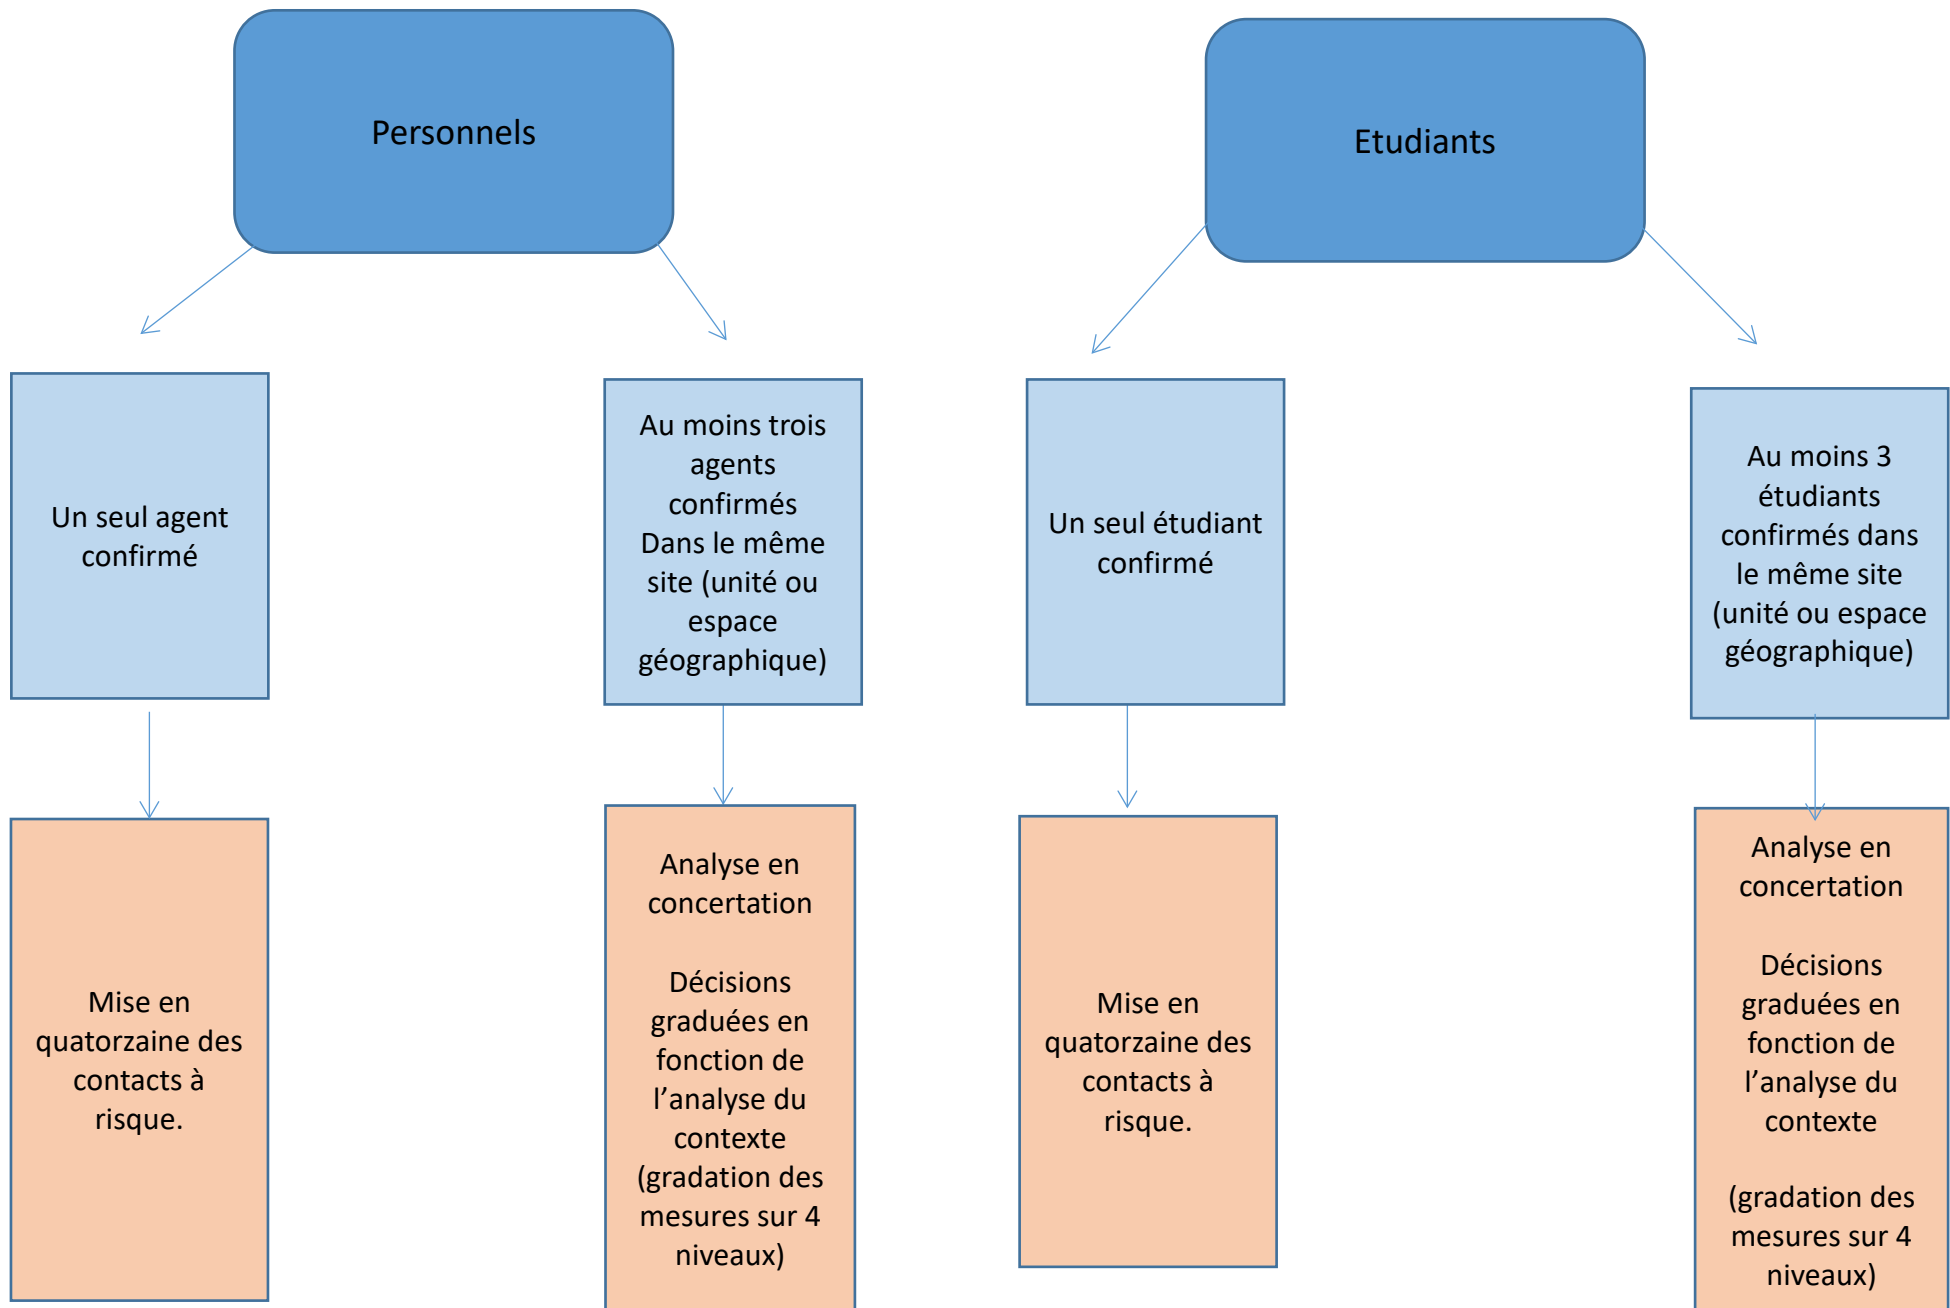 Personnels
Etudiants
Un seul agent
confirmé
Au moins trois
agents
confirmés
Dans le même
site (unité ou
espace
géographique)
Un seul étudiant
confirmé
Au moins 3
étudiants
confirmés dans
le même site
(unité ou espace
géographique)
Mise en
quatorzaine des
contacts à
risque.
Analyse en
concertation
Décisions
graduées en
fonction de
l’analyse du
contexte
(gradation des
mesures sur 4
niveaux)
Mise en
quatorzaine des
contacts à
risque.
Analyse en
concertation
Décisions
graduées en
fonction de
l’analyse du
contexte
(gradation des
mesures sur 4
niveaux)